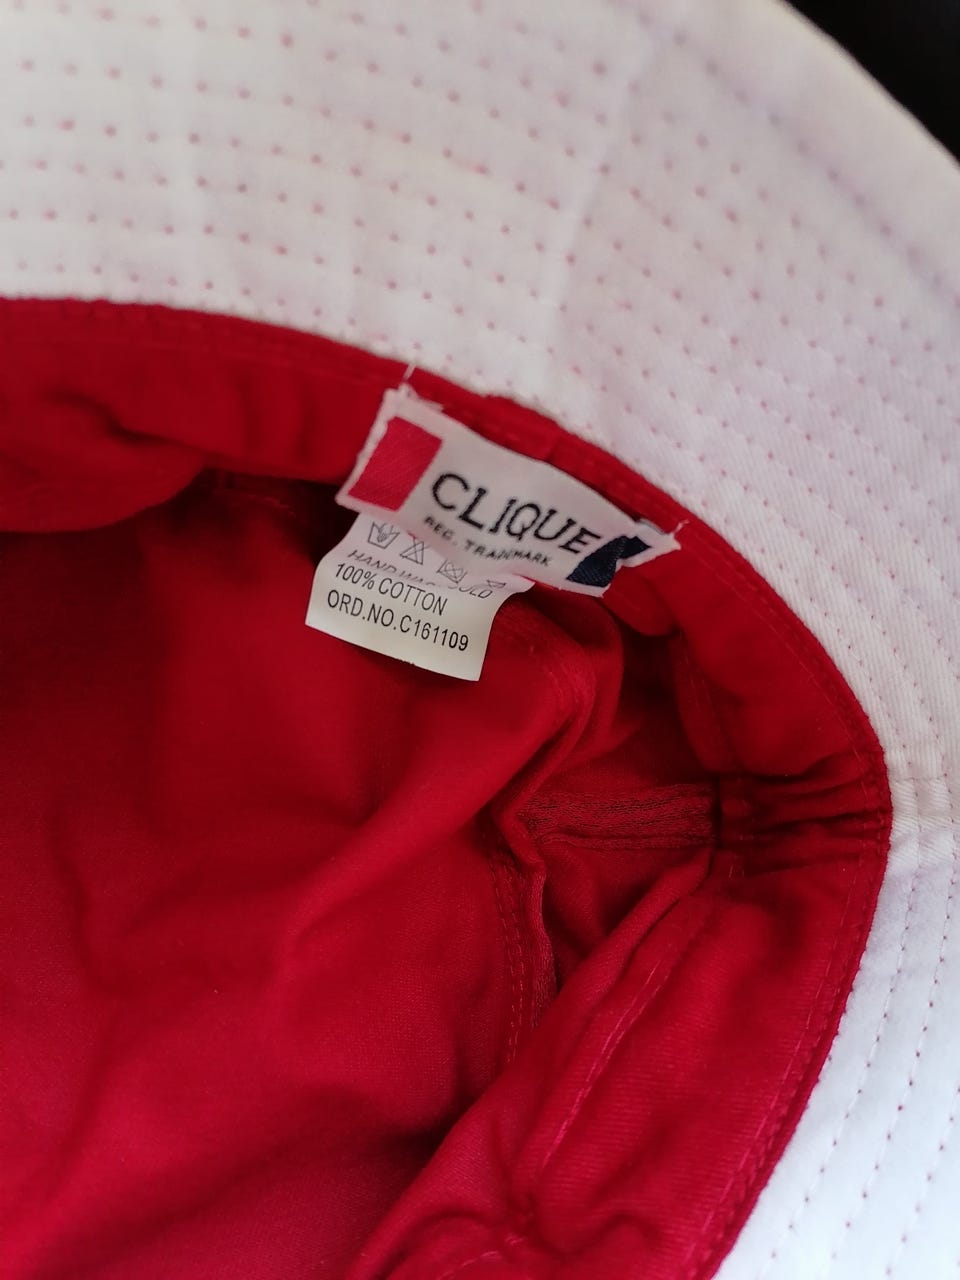 CLIQUE
REG. TRADEMARK
HAND WASH COLD
100% COTTON
ORD.NO.C161109